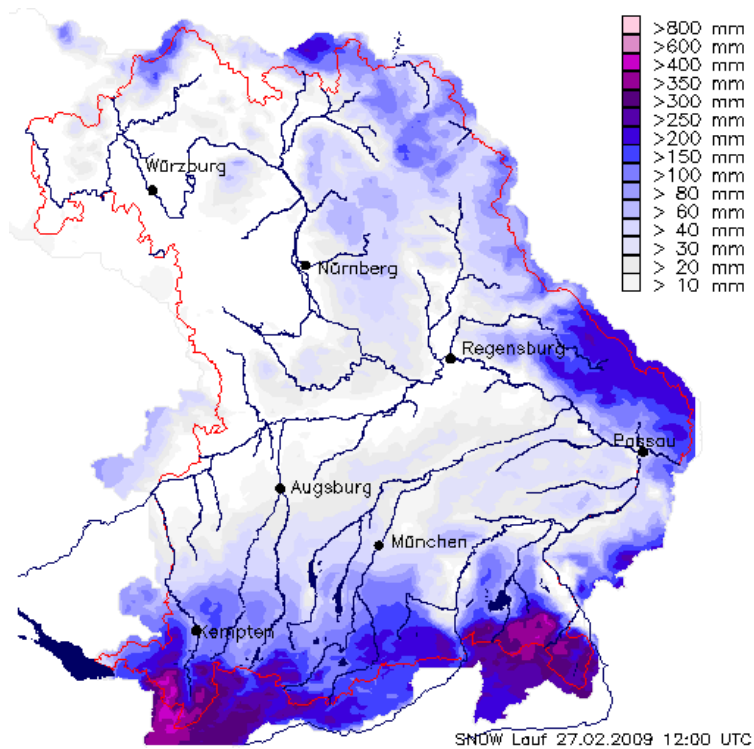 >800 mm
>600 mm
>400 mm
>350 mm
>300 mm
>250 mm
>200 mm
>150 mm
>100 mm
> 80 mm
> 60 mm
> 40 mm
> 30 mm
> 20 mm
> 10 mm
Würzburg
Nürnberg
Regensburg
Passau
Augsburg
München
Kempten
SNOW Lauf 27.02.2009 12:00 UTC